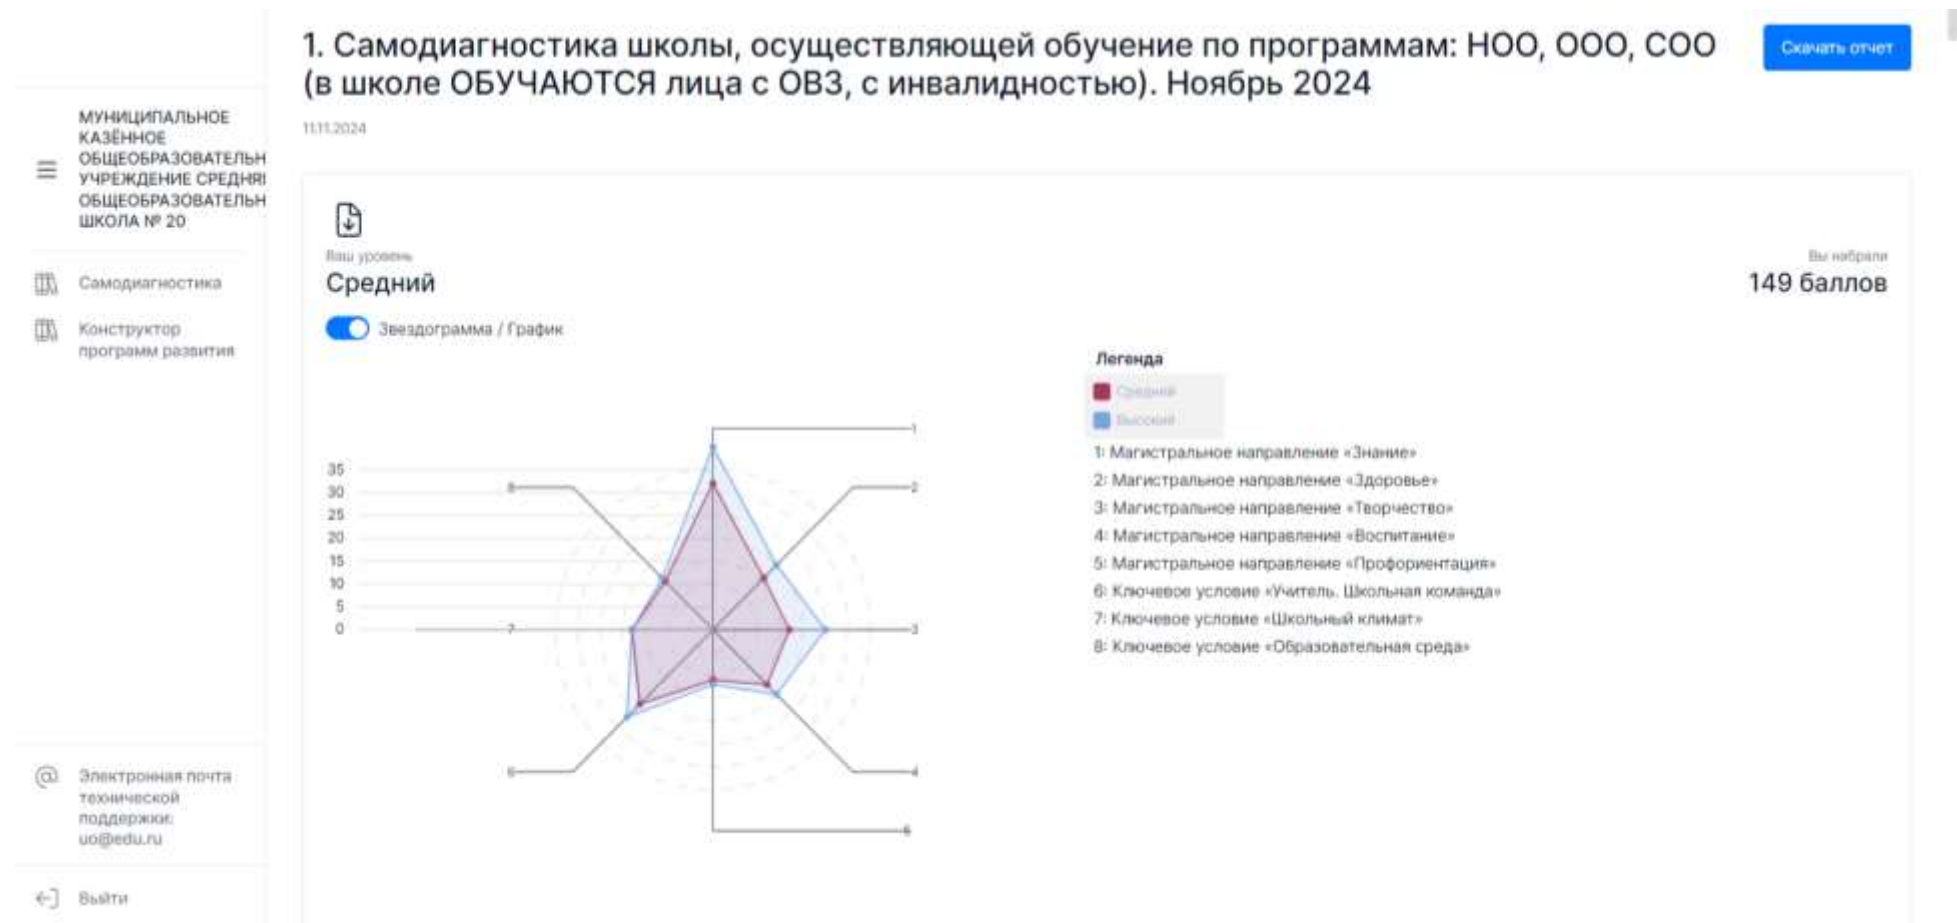 1. Самодиагностика школы, осуществляющей обучение по программам: НОО, ООО, СОО
(в школе ОБУЧАЮТСЯ лица с ОВЗ, с инвалидностью). Ноябрь 2024
Скачать отчет
11.11.2024
МУНИЦИПАЛЬНОЕ
КАЗЁННОЕ
ОБЩЕОБРАЗОВАТЕЛЬН
УЧРЕЖДЕНИЕ СРЕДНЯ
ОБЩЕОБРАЗОВАТЕЛЬН
ШКОЛА № 20
Самодиагностика
Конструктор
программ развития
Электронная почта
технической
поддержки:
uo@edu.ru
Выйти
Ваш уровень
Средний
Вы набрали
149 баллов
Звездограмма / График
35
30
25
20
15
10
5
0
1
2
3
4
5
6
7
8
Легенда
Средний
Высокий
1: Магистральное направление «Знание»
2: Магистральное направление «Здоровье»
3: Магистральное направление «Творчество»
4: Магистральное направление «Воспитание»
5: Магистральное направление «Профориентация»
6: Ключевое условие «Учитель. Школьная команда»
7: Ключевое условие «Школьный климат»
8: Ключевое условие «Образовательная среда»